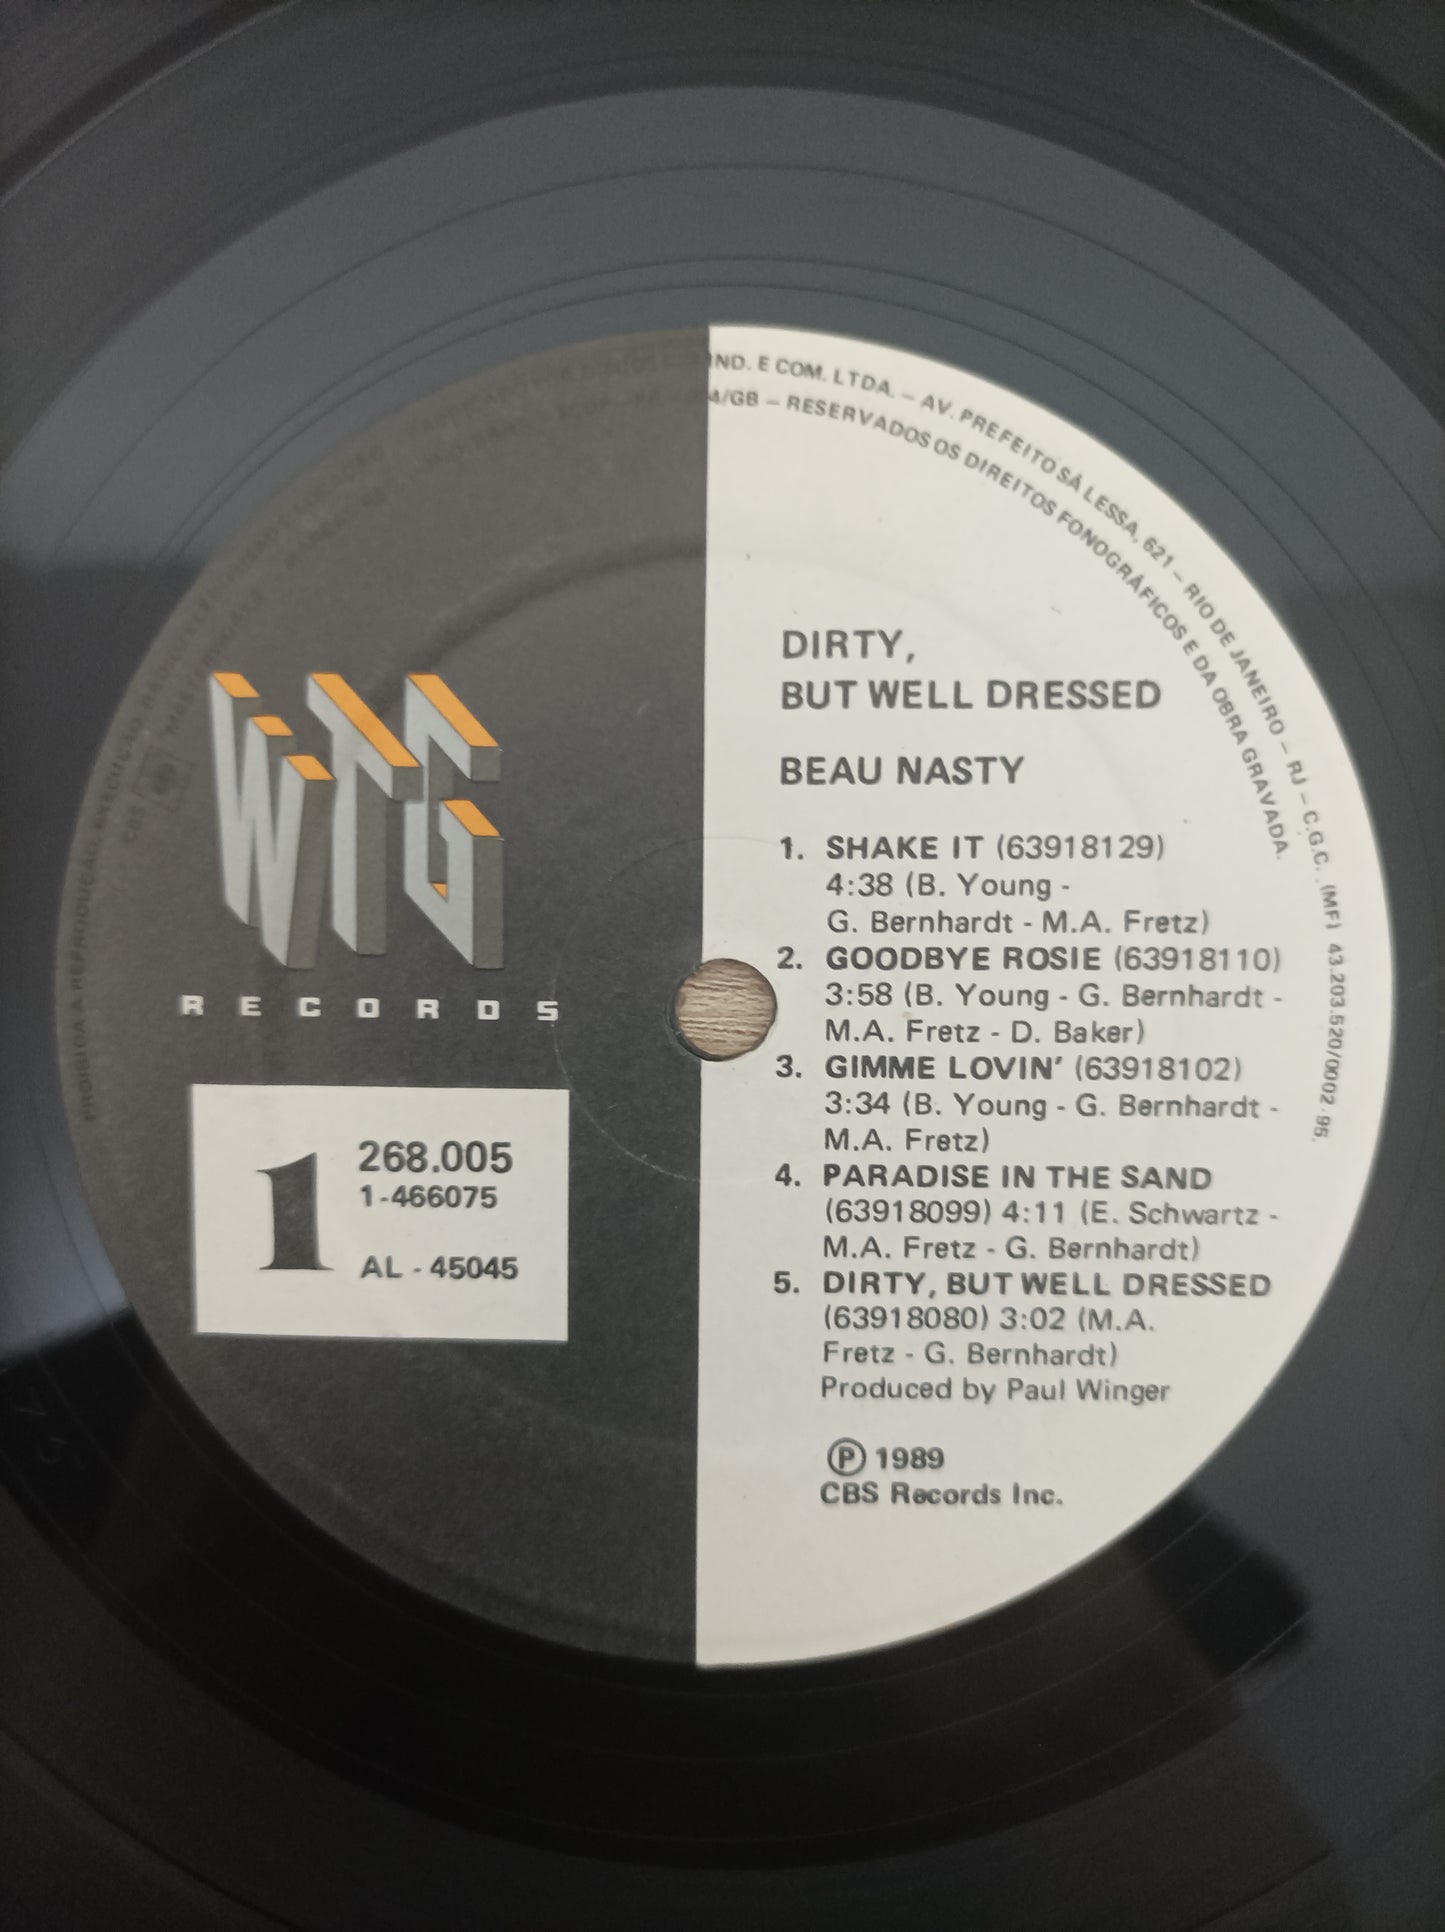 IND. E COM. LTDA. – AV. PREFEITO SÁ LESSA, 621 – RIO DE JANEIRO – RJ – C.G.C. (MF) 43.203.520/0002-95.
/GB – RESERVADOS OS DIREITOS FONOGRÁFICOS E DA OBRA GRAVADA.
PROIBIDA A REPRODUÇÃO,
CBS
WTG
RECORDS
1
268.005
1-466075
AL - 45045
DIRTY,
BUT WELL DRESSED
BEAU NASTY
1. SHAKE IT (63918129)
4:38 (B. Young -
G. Bernhardt - M.A. Fretz)
2. GOODBYE ROSIE (63918110)
3:58 (B. Young - G. Bernhardt -
M.A. Fretz - D. Baker)
3. GIMME LOVIN' (63918102)
3:34 (B. Young - G. Bernhardt -
M.A. Fretz)
4. PARADISE IN THE SAND
(63918099) 4:11 (E. Schwartz -
M.A. Fretz - G. Bernhardt)
5. DIRTY, BUT WELL DRESSED
(63918080) 3:02 (M.A.
Fretz - G. Bernhardt)
Produced by Paul Winger
Ⓟ 1989
CBS Records Inc.